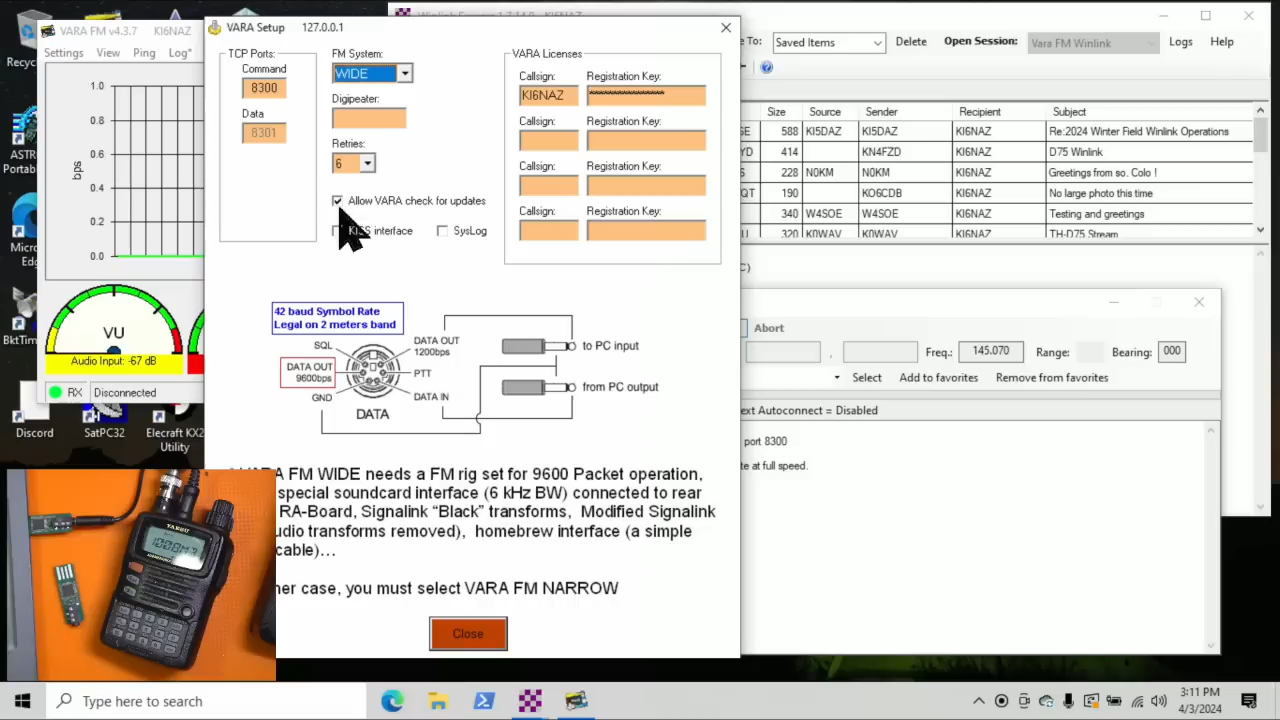 VARA FM v4.3.7 KI6NAZ
Settings View Ping Log*
bps
1.0
0.8
0.6
0.4
0.2
0.0
VU
Audio Input: -67 dB
RX Disconnected
Discord
SatPC32
Elecraft KX2
Utility
VARA Setup 127.0.0.1
TCP Ports:
Command
8300
Data
8301
FM System:
WIDE
Digipeater:
Retries:
6
Allow VARA check for updates
interface
SysLog
VARA Licenses
Callsign: Registration Key:
KI6NAZ ****************
Callsign: Registration Key:
Callsign: Registration Key:
Callsign: Registration Key:
42 baud Symbol Rate
Legal on 2 meters band
SQL
DATA OUT
1200bps
DATA OUT
9600bps
PTT
GND
DATA IN
DATA
to PC input
from PC output
FM WIDE needs a FM rig set for 9600 Packet operation,
special soundcard interface (6 kHz BW) connected to rear
RA-Board, Signalink “Black” transforms, Modified Signalink
transforms removed), homebrew interface (a simple
cable)…
case, you must select VARA FM NARROW
Close
To: Saved Items Delete Open Session: Vara FM Winlink Logs Help
Size Source Sender Recipient Subject
SE 588 KI5DAZ KI5DAZ KI6NAZ Re:2024 Winter Field Winlink Operations
YD 414 KN4FZD KI6NAZ D75 Winlink
S 228 N0KM N0KM KI6NAZ Greetings from so. Colo !
QT 190 KO6CDB KI6NAZ No large photo this time
340 W4SOE W4SOE KI6NAZ Testing and greetings
U 320 K0WAV K0WAV KI6NAZ TH-D75 Stream
Abort
Freq.: 145.070 Range: Bearing: 000
Select Add to favorites Remove from favorites
Autoconnect = Disabled
port 8300
at full speed.
YAESU
Type here to search
3:11 PM
4/3/2024